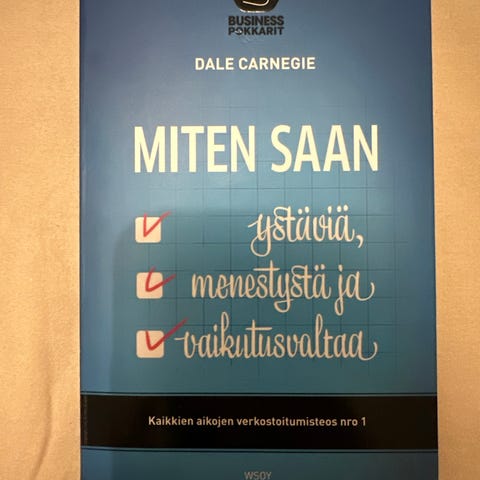 BUSINESS
POKKARIT
DALE CARNEGIE
MITEN SAAN
ystäviä,
menestystä ja
vaikutusvaltaa
Kaikkien aikojen verkostoitumisteos nro 1
WSOY